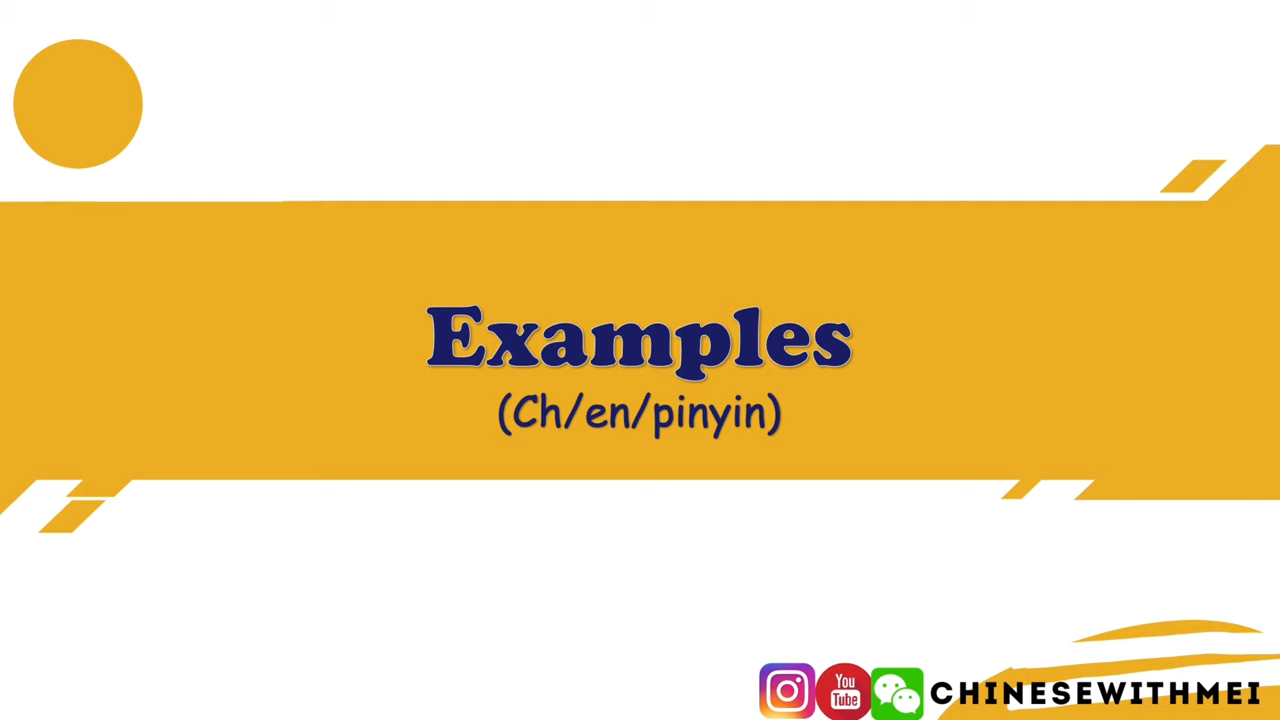 Examples
(Ch/en/pinyin)
You
Tube
CHINESEWITHMEI